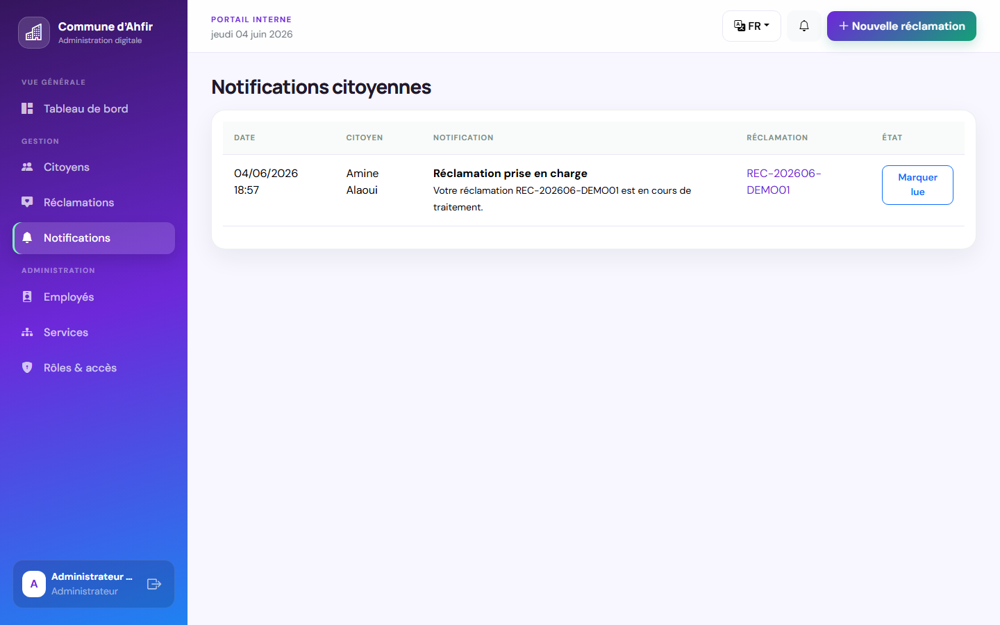 Commune d’Ahfir
Administration digitale
VUE GÉNÉRALE
Tableau de bord
GESTION
Citoyens
Réclamations
Notifications
ADMINISTRATION
Employés
Services
Rôles & accès
A
Administrateur ...
Administrateur
PORTAIL INTERNE
jeudi 04 juin 2026
FR
+ Nouvelle réclamation
Notifications citoyennes
DATE CITOYEN NOTIFICATION RÉCLAMATION ÉTAT
04/06/2026
18:57
Amine
Alaoui
Réclamation prise en charge
Votre réclamation REC-202606-DEMO01 est en cours de
traitement.
REC-202606-
DEMO01
Marquer
lue